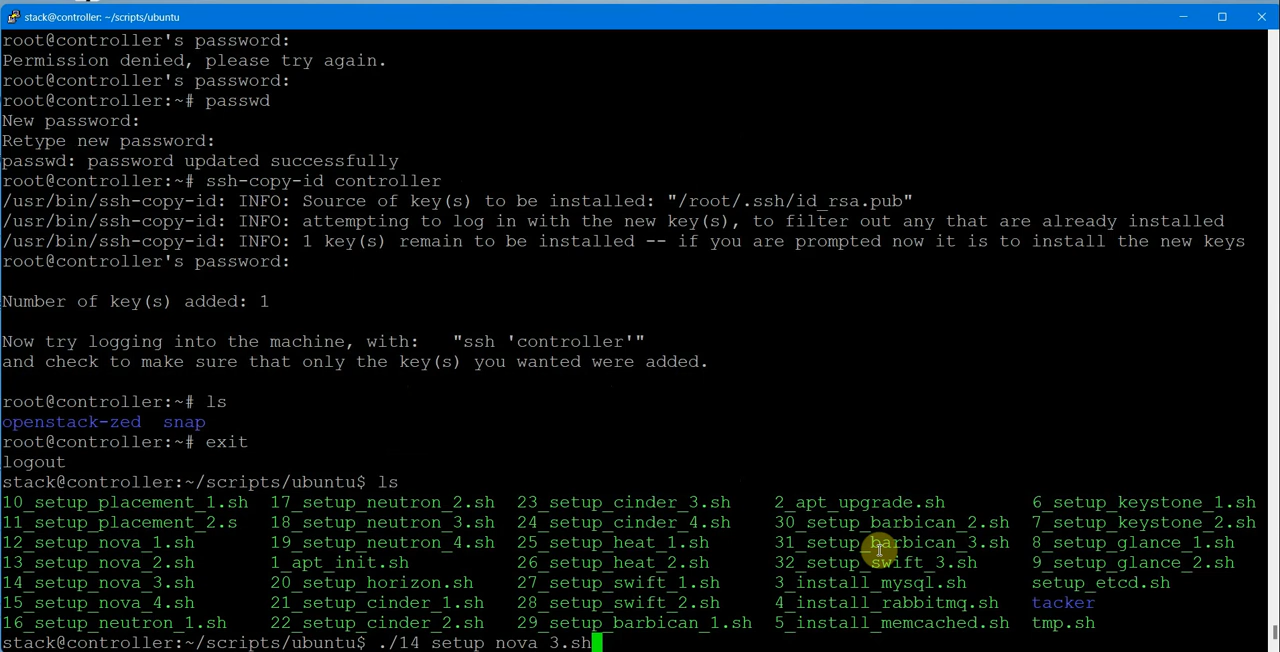 stack@controller: ~/scripts/ubuntu
root@controller's password:
Permission denied, please try again.
root@controller's password:
root@controller:~# passwd
New password:
Retype new password:
passwd: password updated successfully
root@controller:~# ssh-copy-id controller
/usr/bin/ssh-copy-id: INFO: Source of key(s) to be installed: "/root/.ssh/id_rsa.pub"
/usr/bin/ssh-copy-id: INFO: attempting to log in with the new key(s), to filter out any that are already installed
/usr/bin/ssh-copy-id: INFO: 1 key(s) remain to be installed -- if you are prompted now it is to install the new keys
root@controller's password:
Number of key(s) added: 1
Now try logging into the machine, with:   "ssh 'controller'"
and check to make sure that only the key(s) you wanted were added.
root@controller:~# ls
openstack-zed  snap
root@controller:~# exit
logout
stack@controller:~/scripts/ubuntu$ ls
10_setup_placement_1.sh  17_setup_neutron_2.sh  23_setup_cinder_3.sh  2_apt_upgrade.sh  6_setup_keystone_1.sh
11_setup_placement_2.s  18_setup_neutron_3.sh  24_setup_cinder_4.sh  30_setup_barbican_2.sh  7_setup_keystone_2.sh
12_setup_nova_1.sh  19_setup_neutron_4.sh  25_setup_heat_1.sh  31_setup_barbican_3.sh  8_setup_glance_1.sh
13_setup_nova_2.sh  1_apt_init.sh  26_setup_heat_2.sh  32_setup_swift_3.sh  9_setup_glance_2.sh
14_setup_nova_3.sh  20_setup_horizon.sh  27_setup_swift_1.sh  3_install_mysql.sh  setup_etcd.sh
15_setup_nova_4.sh  21_setup_cinder_1.sh  28_setup_swift_2.sh  4_install_rabbitmq.sh  tacker
16_setup_neutron_1.sh  22_setup_cinder_2.sh  29_setup_barbican_1.sh  5_install_memcached.sh  tmp.sh
stack@controller:~/scripts/ubuntu$ ./14 setup nova 3.sh